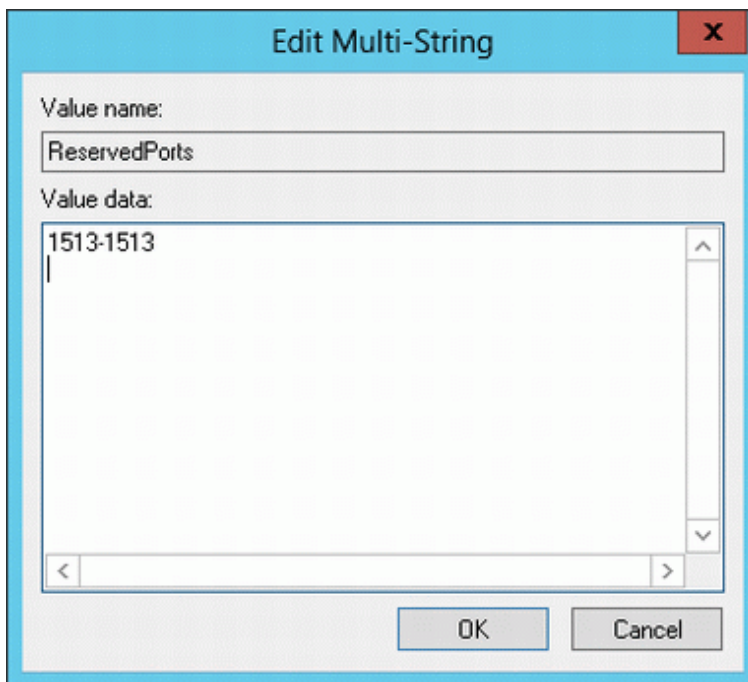 Edit Multi-String
x
Value name:
ReservedPorts
Value data:
1513-1513
OK Cancel